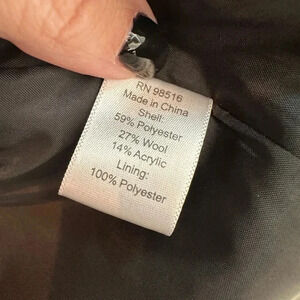 RN 98516
Made in China
Shell:
59% Polyester
27% Wool
14% Acrylic
Lining:
100% Polyester